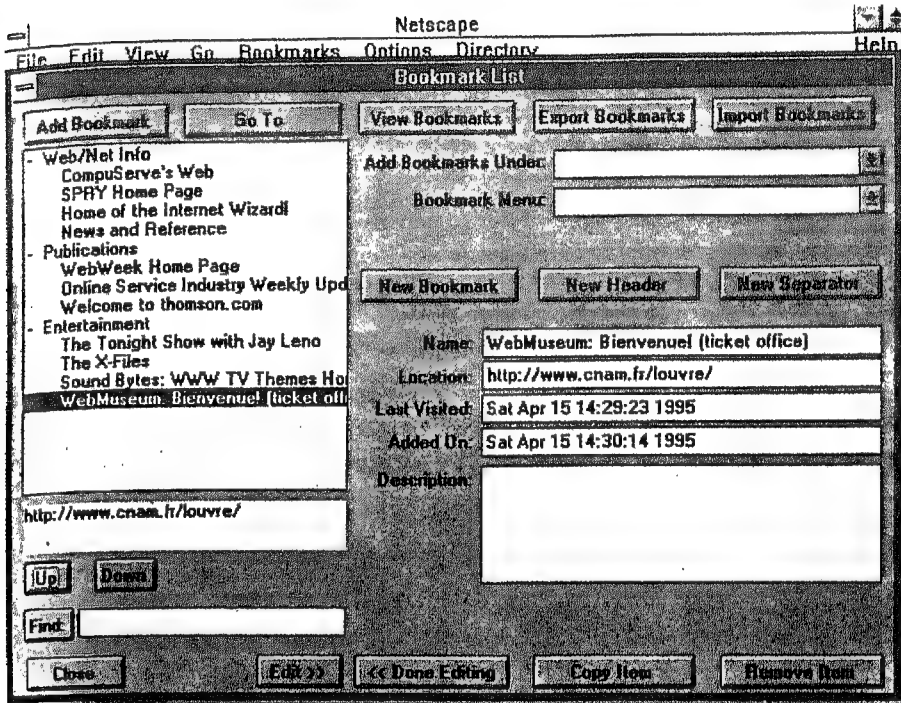 Netscape
File Edit View Go Bookmarks Options Directory Help
Bookmark List
Add Bookmark Go To View Bookmarks Export Bookmarks Import Bookmarks
- Web/Net Info
CompuServe's Web
SPRY Home Page
Home of the Internet Wizard!
News and Reference
- Publications
WebWeek Home Page
Online Service Industry Weekly Upd
Welcome to thomson.com
- Entertainment
The Tonight Show with Jay Leno
The X-Files
Sound Bytes: WWW TV Themes Ho
WebMuseum: Bienvenue! (ticket offi
http://www.cnam.fr/louvre/
Up Down
Find:
Close Edit >>
Add Bookmarks Under:
Bookmark Menu:
New Bookmark New Header New Separator
Name: WebMuseum: Bienvenue! (ticket office)
Location: http://www.cnam.fr/louvre/
Last Visited: Sat Apr 15 14:29:23 1995
Added On: Sat Apr 15 14:30:14 1995
Description:
<< Done Editing Copy Item Remove Item